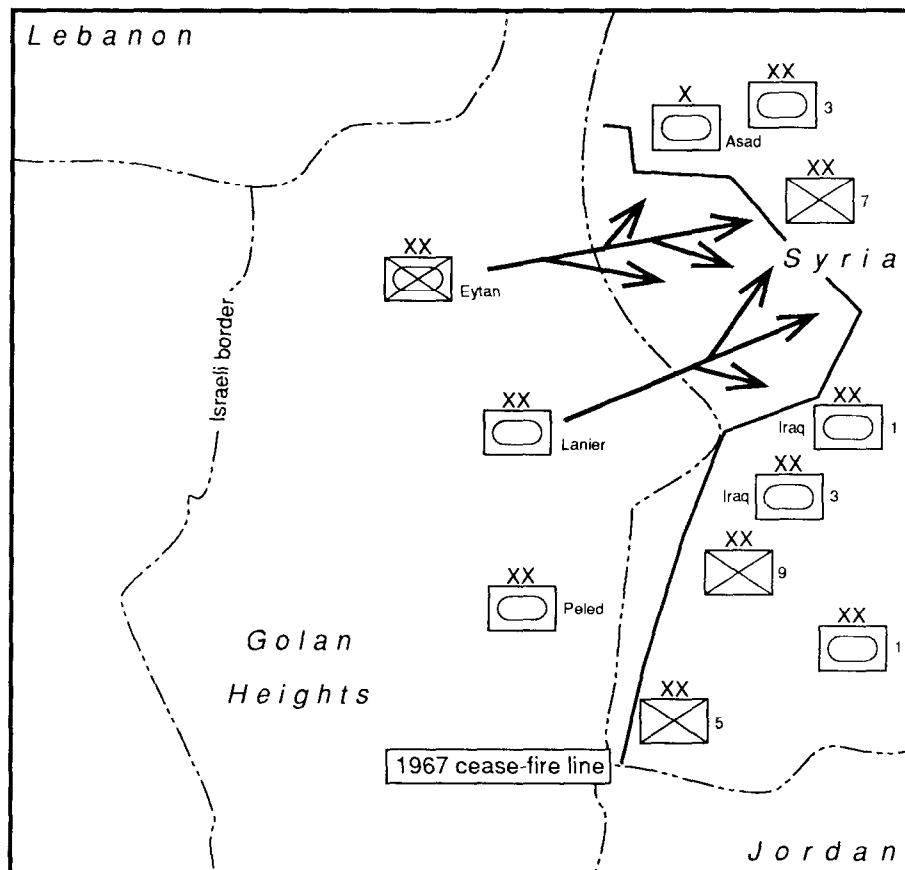 Lebanon
XX
3
X
Asad
XX
7
Syria
XX
Eytan
Israeli border
XX
Lanier
XX
Iraq
1
XX
Iraq
3
XX
9
XX
Peled
XX
1
Golan
Heights
XX
5
1967 cease-fire line
Jordan